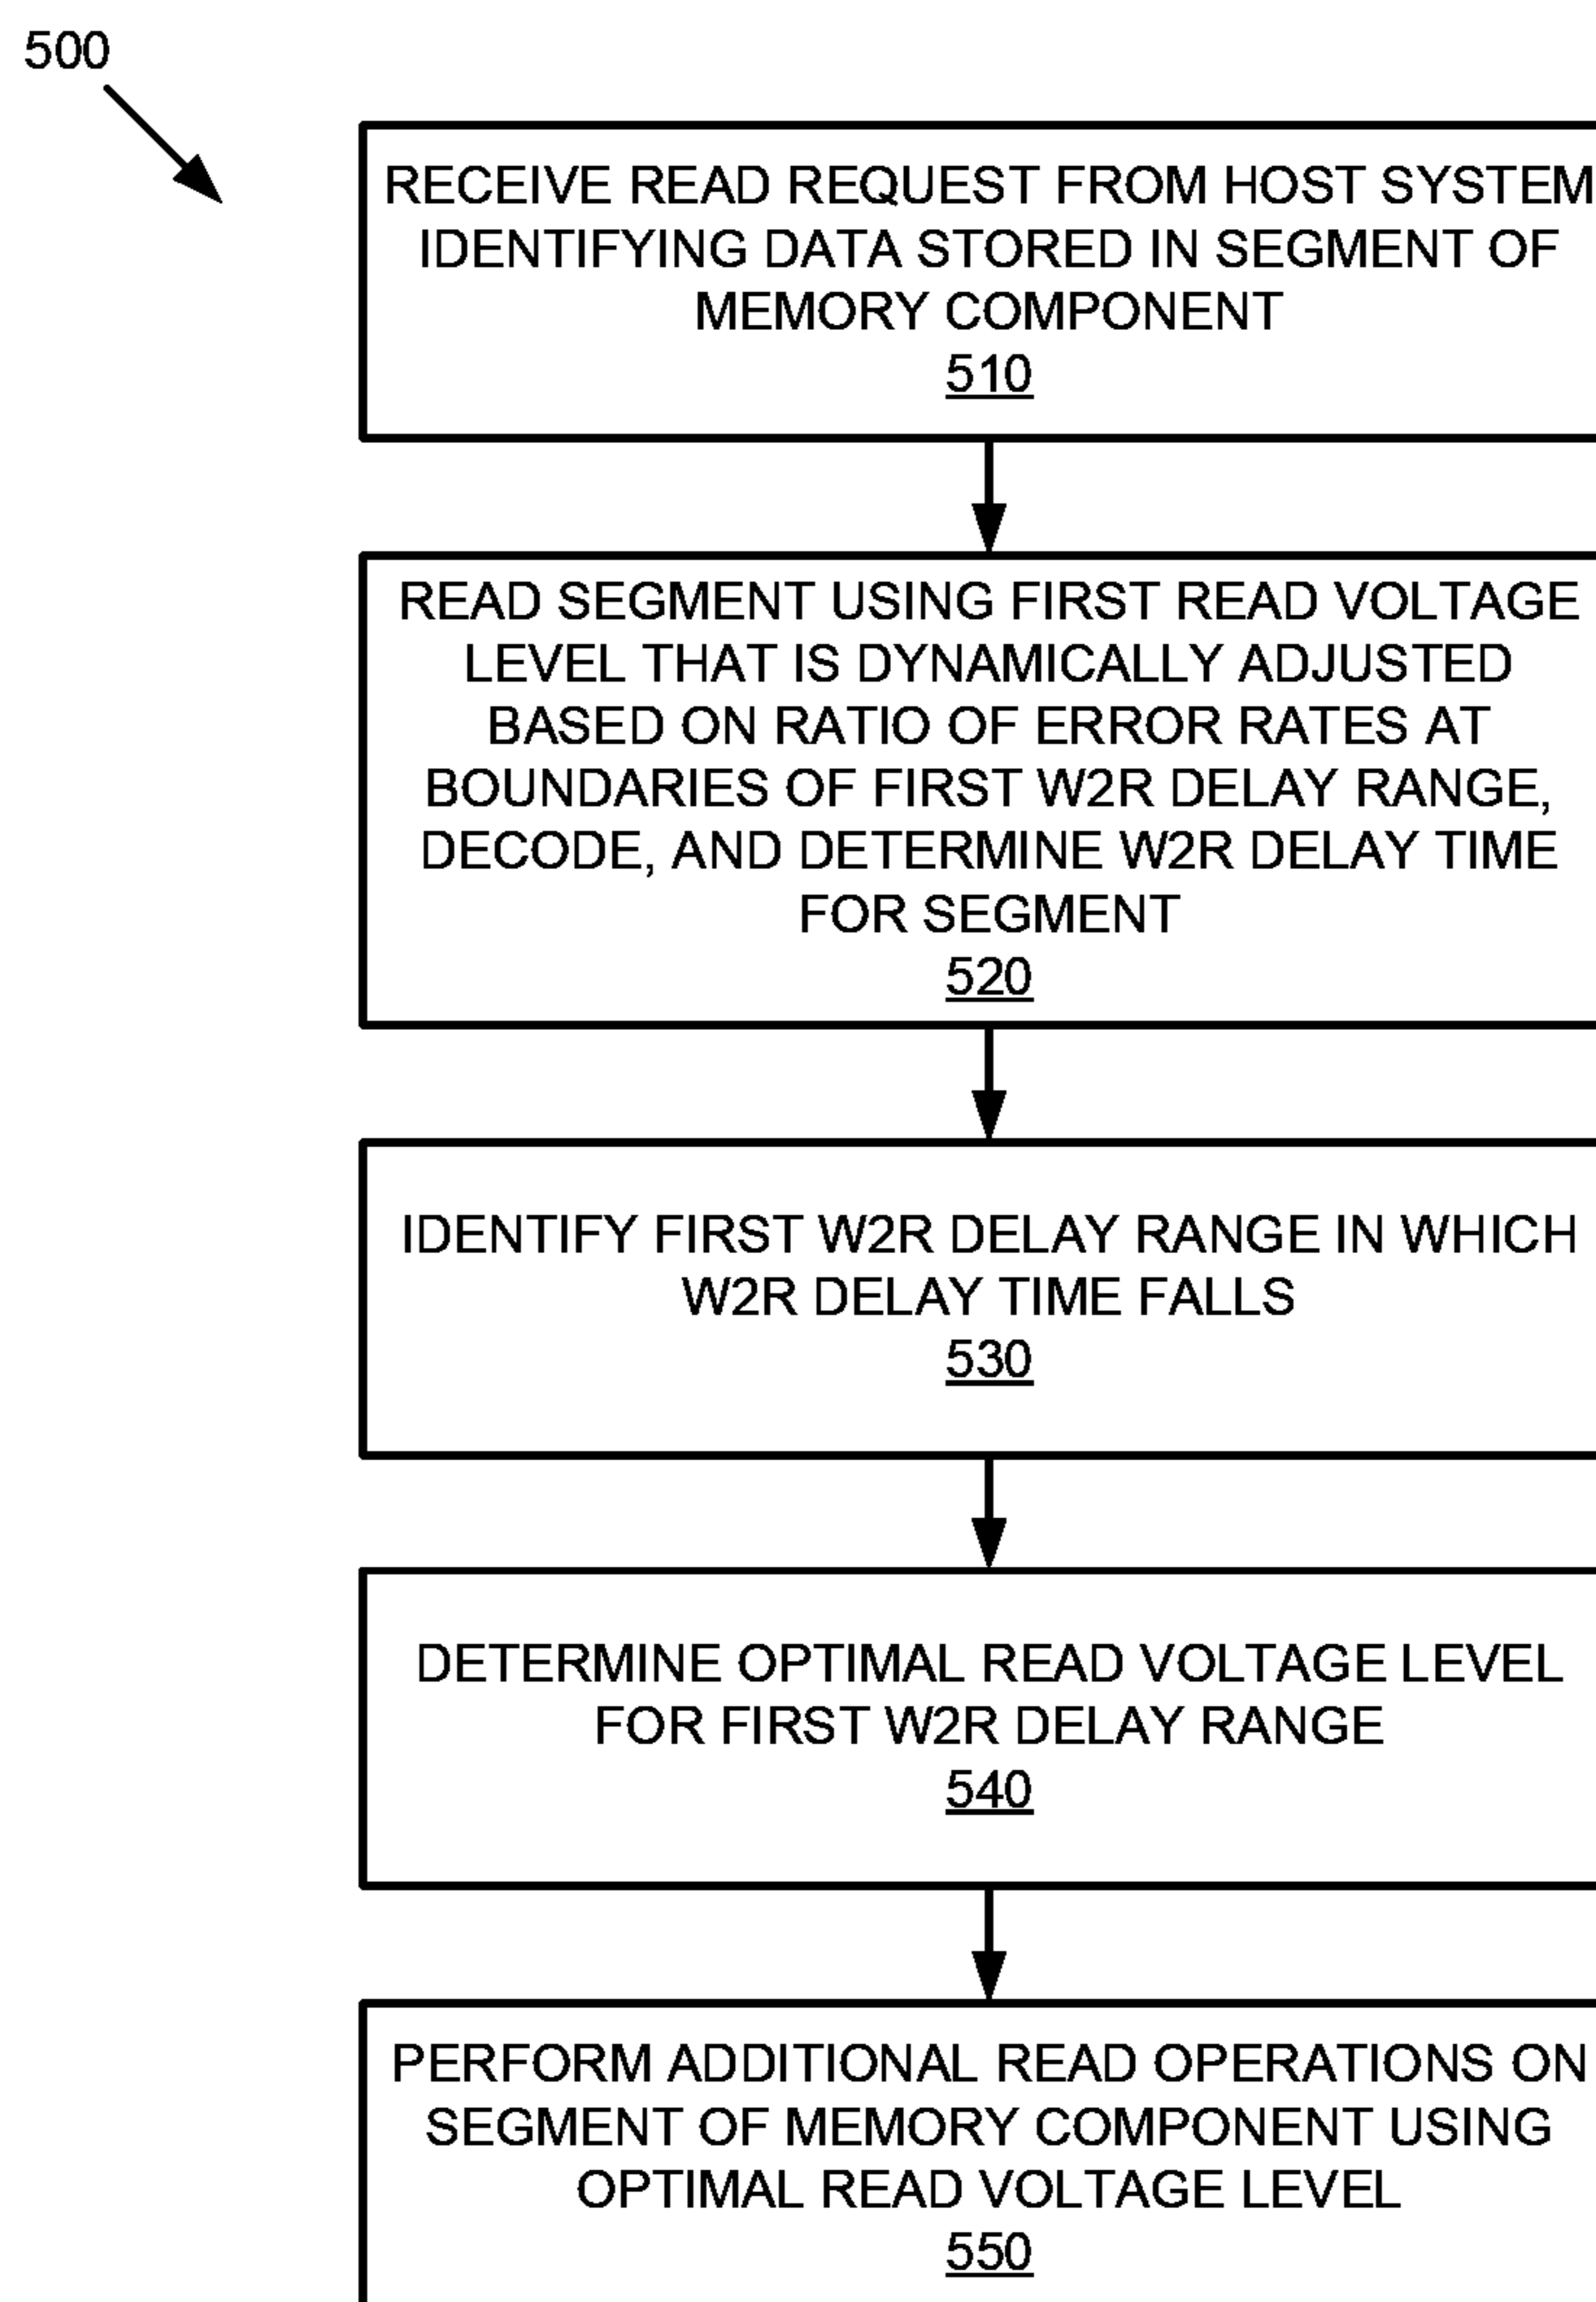 500
RECEIVE READ REQUEST FROM HOST SYSTEM
IDENTIFYING DATA STORED IN SEGMENT OF
MEMORY COMPONENT
510
READ SEGMENT USING FIRST READ VOLTAGE
LEVEL THAT IS DYNAMICALLY ADJUSTED
BASED ON RATIO OF ERROR RATES AT
BOUNDARIES OF FIRST W2R DELAY RANGE,
DECODE, AND DETERMINE W2R DELAY TIME
FOR SEGMENT
520
IDENTIFY FIRST W2R DELAY RANGE IN WHICH
W2R DELAY TIME FALLS
530
DETERMINE OPTIMAL READ VOLTAGE LEVEL
FOR FIRST W2R DELAY RANGE
540
PERFORM ADDITIONAL READ OPERATIONS ON
SEGMENT OF MEMORY COMPONENT USING
OPTIMAL READ VOLTAGE LEVEL
550